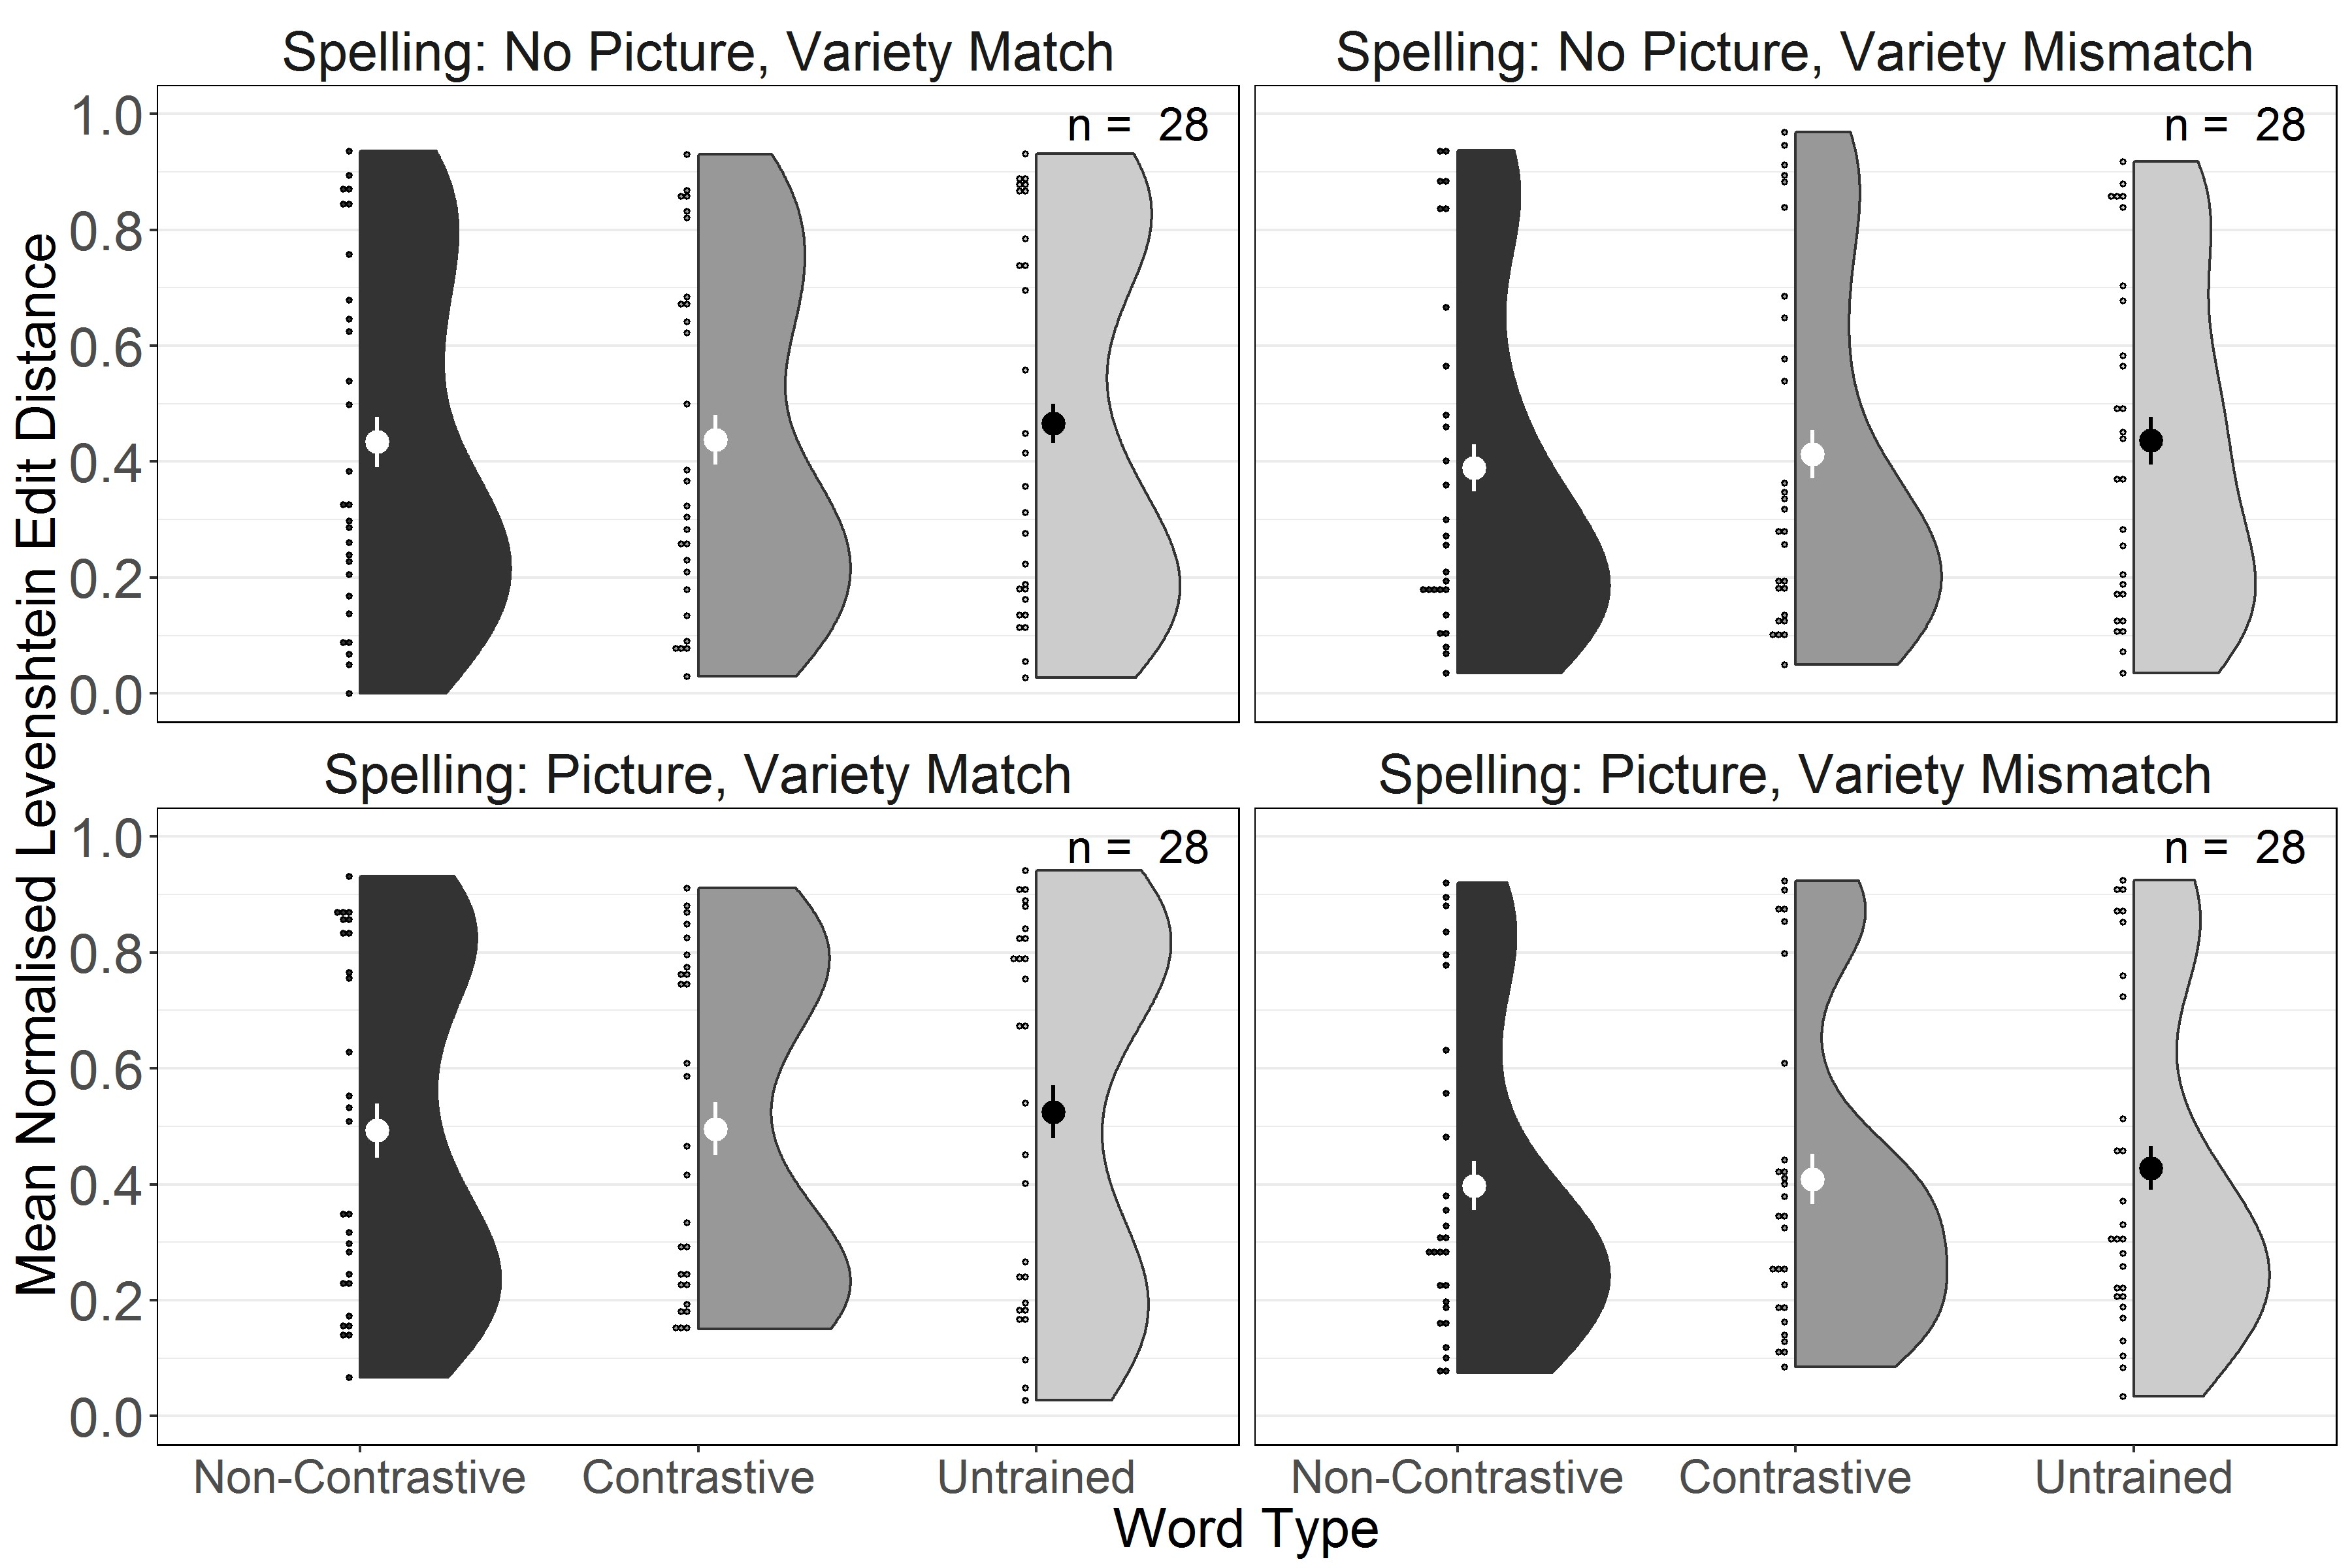 Spelling: No Picture, Variety Match
Spelling: No Picture, Variety Mismatch
Mean Normalised Levenshtein Edit Distance
1.0
0.8
0.6
0.4
0.2
0.0
n = 28
n = 28
Spelling: Picture, Variety Match
Spelling: Picture, Variety Mismatch
1.0
0.8
0.6
0.4
0.2
0.0
n = 28
n = 28
Non-Contrastive Contrastive Untrained
Non-Contrastive Contrastive Untrained
Word Type